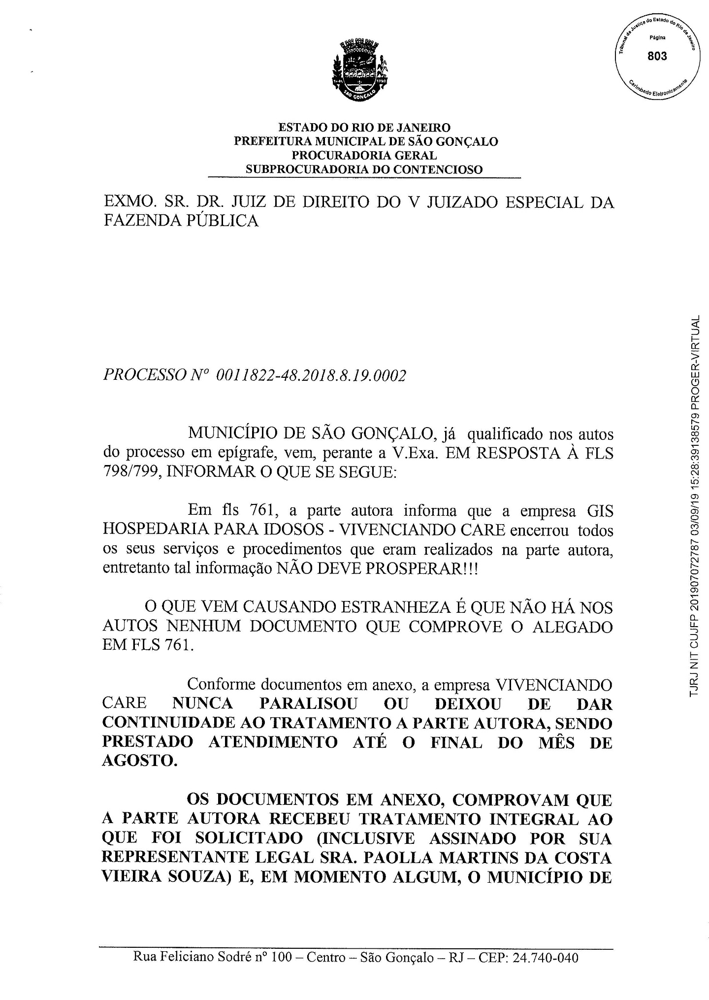 Tribunal de Justiça do Estado do Rio de Janeiro
Página
803
Carimbado Eletronicamente
SÃO GONÇALO
ESTADO DO RIO DE JANEIRO
PREFEITURA MUNICIPAL DE SÃO GONÇALO
PROCURADORIA GERAL
SUBPROCURADORIA DO CONTENCIOSO
EXMO. SR. DR. JUIZ DE DIREITO DO V JUIZADO ESPECIAL DA
FAZENDA PÚBLICA
PROCESSO Nº 0011822-48.2018.8.19.0002
MUNICÍPIO DE SÃO GONÇALO, já qualificado nos autos
do processo em epígrafe, vem, perante a V.Exa. EM RESPOSTA À FLS
798/799, INFORMAR O QUE SE SEGUE:
Em fls 761, a parte autora informa que a empresa GIS
HOSPEDARIA PARA IDOSOS - VIVENCIANDO CARE encerrou todos
os seus serviços e procedimentos que eram realizados na parte autora,
entretanto tal informação NÃO DEVE PROSPERAR!!!
O QUE VEM CAUSANDO ESTRANHEZA É QUE NÃO HÁ NOS
AUTOS NENHUM DOCUMENTO QUE COMPROVE O ALEGADO
EM FLS 761.
Conforme documentos em anexo, a empresa VIVENCIANDO
CARE NUNCA PARALISOU OU DEIXOU DE DAR
CONTINUIDADE AO TRATAMENTO A PARTE AUTORA, SENDO
PRESTADO ATENDIMENTO ATÉ O FINAL DO MÊS DE
AGOSTO.
OS DOCUMENTOS EM ANEXO, COMPROVAM QUE
A PARTE AUTORA RECEBEU TRATAMENTO INTEGRAL AO
QUE FOI SOLICITADO (INCLUSIVE ASSINADO POR SUA
REPRESENTANTE LEGAL SRA. PAOLLA MARTINS DA COSTA
VIEIRA SOUZA) E, EM MOMENTO ALGUM, O MUNICÍPIO DE
Rua Feliciano Sodré nº 100 – Centro – São Gonçalo – RJ – CEP: 24.740-040
TJRJ NIT CUJFP 201907072787 03/09/19 15:28:39138579 PROGER-VIRTUAL